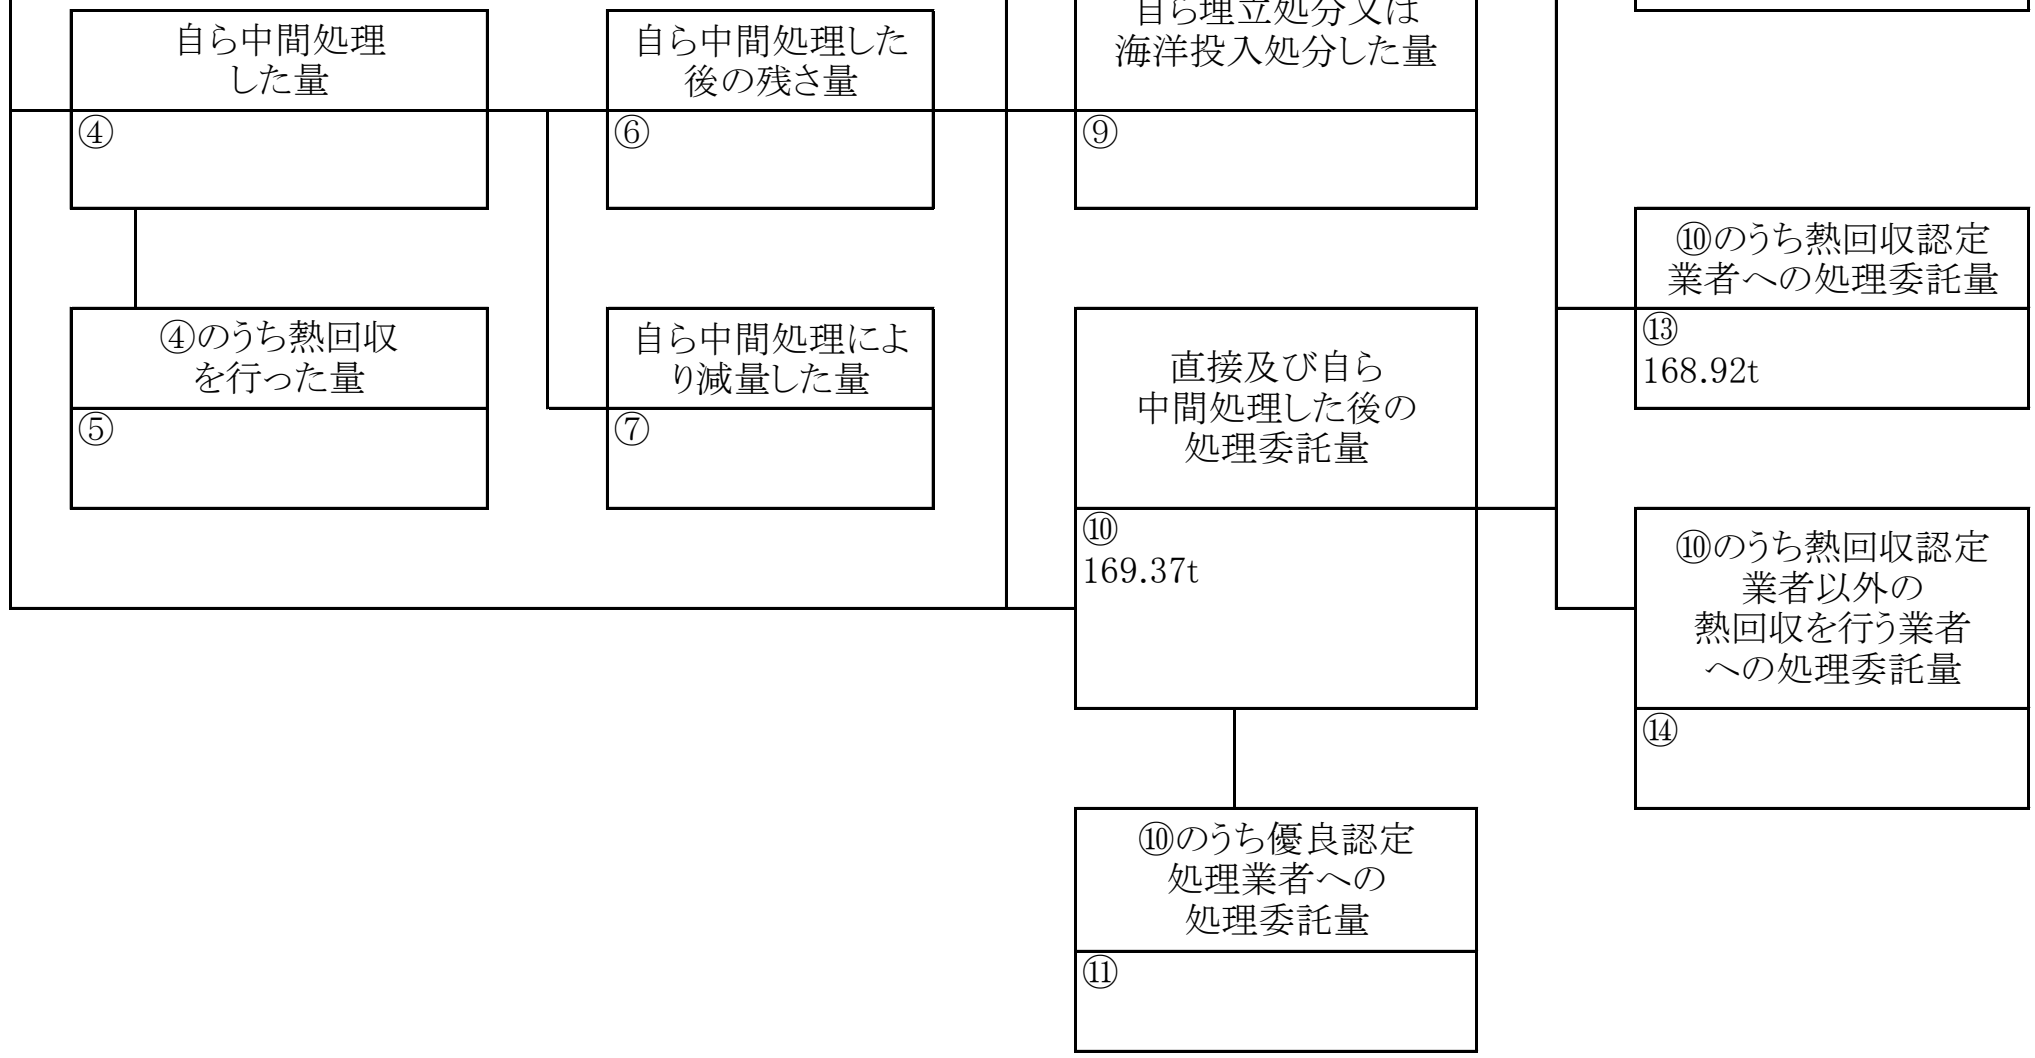 自ら中間処理
した量
④
自ら中間処理した
後の残さ量
⑥
自ら埋立処分又は
海洋投入処分した量
⑨
⑩のうち熱回収認定
業者への処理委託量
⑬
168.92t
④のうち熱回収
を行った量
⑤
自ら中間処理によ
り減量した量
⑦
直接及び自ら
中間処理した後の
処理委託量
⑩
169.37t
⑩のうち熱回収認定
業者以外の
熱回収を行う業者
への処理委託量
⑭
⑩のうち優良認定
処理業者への
処理委託量
⑪